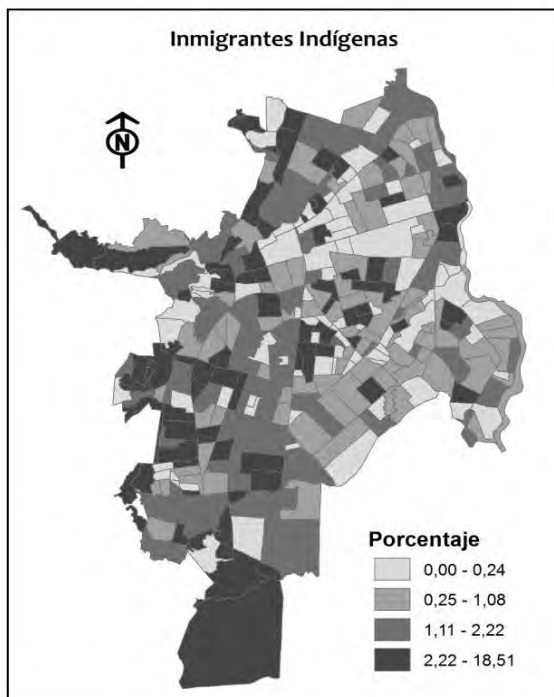 Inmigrantes Indígenas
N
Porcentaje
0,00 - 0,24
0,25 - 1,08
1,11 - 2,22
2,22 - 18,51